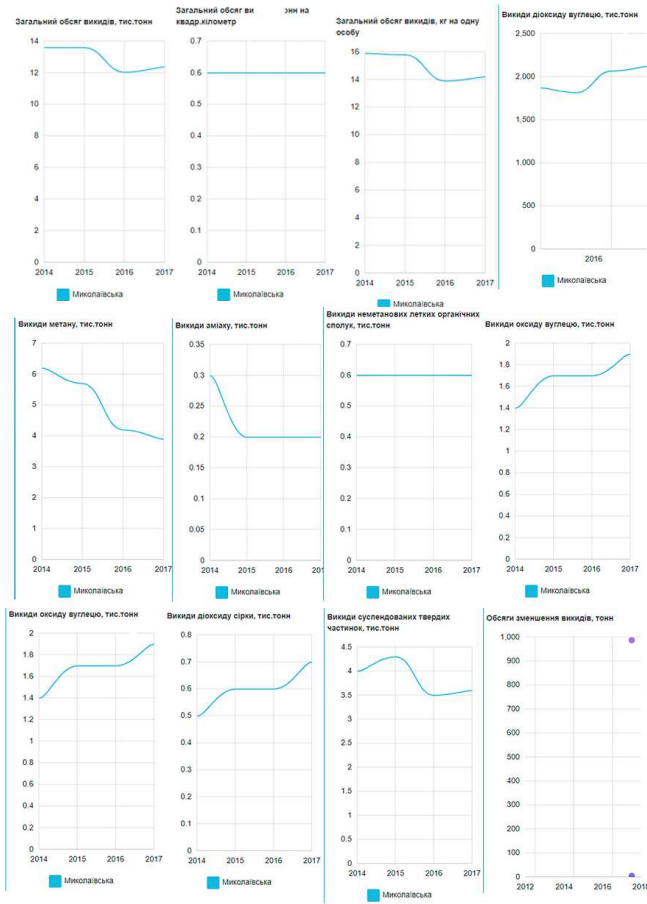 Загальний обсяг викидів, тис.тонн
14
12
10
8
6
4
2
0
2014 2015 2016 2017
Миколаївська
Загальний обсяг ви онн на
квадр.кілометр
0.7
0.6
0.5
0.4
0.3
0.2
0.1
0
2014 2015 2016 2017
Миколаївська
Загальний обсяг викидів, кг на одну
особу
16
14
12
10
8
6
4
2
0
2014 2015 2016 2017
Миколаївська
Викиди діоксиду вуглецю, тис.тонн
2,500
2,000
1,500
1,000
500
0
2016
Миколаївська
Викиди метану, тис.тонн
7
6
5
4
3
2
1
0
2014 2015 2016 2017
Миколаївська
Викиди аміаку, тис.тонн
0.35
0.3
0.25
0.2
0.15
0.1
0.05
0
2014 2015 2016 2017
Миколаївська
Викиди неметанових летких органічних
сполук, тис.тонн
0.7
0.6
0.5
0.4
0.3
0.2
0.1
0
2014 2015 2016 2017
Миколаївська
Викиди оксиду вуглецю, тис.тонн
2
1.8
1.6
1.4
1.2
1
0.8
0.6
0.4
0.2
0
2014 2015 2016 2017
Миколаївська
Викиди оксиду вуглецю, тис.тонн
2
1.8
1.6
1.4
1.2
1
0.8
0.6
0.4
0.2
0
2014 2015 2016 2017
Миколаївська
Викиди діоксиду сірки, тис.тонн
0.8
0.7
0.6
0.5
0.4
0.3
0.2
0.1
0
2014 2015 2016 2017
Миколаївська
Викиди суспендованих твердих
частинок, тис.тонн
4.5
4
3.5
3
2.5
2
1.5
1
0.5
0
2014 2015 2016 2017
Миколаївська
Обсяги зменшення викидів, тонн
1,000
900
800
700
600
500
400
300
200
100
0
2012 2014 2016 2018